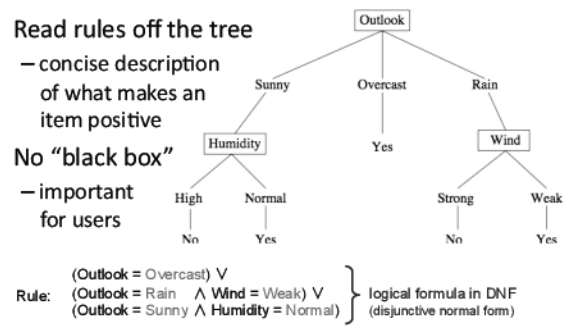 Read rules off the tree
– concise description
of what makes an
item positive
No "black box"
– important
for users
Outlook
Sunny Overcast Rain
Humidity Yes Wind
High Normal Strong Weak
No Yes No Yes
Rule:
(Outlook = Overcast) V
(Outlook = Rain ∧ Wind = Weak) V
(Outlook = Sunny ∧ Humidity = Normal)
logical formula in DNF
(disjunctive normal form)